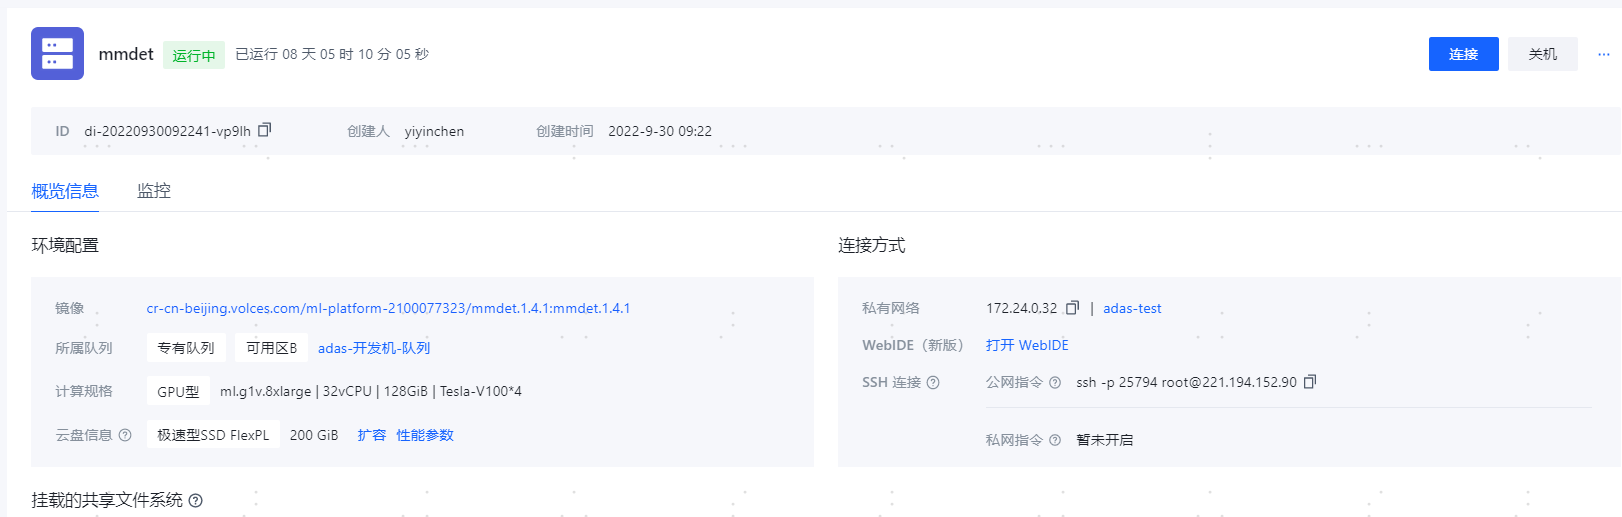 mmdet 运行中 已运行 08 天 05 时 10 分 05 秒 连接 关机 ···
ID di-20220930092241-vp9lh 创建人 yiyinchen 创建时间 2022-9-30 09:22
概览信息 监控
环境配置
镜像 cr-cn-beijing.volces.com/ml-platform-2100077323/mmdet.1.4.1:mmdet.1.4.1
所属队列 专有队列 可用区B adas-开发机-队列
计算规格 GPU型 ml.g1v.8xlarge | 32vCPU | 128GiB | Tesla-V100*4
云盘信息 极速型SSD FlexPL 200 GiB 扩容 性能参数
连接方式
私有网络 172.24.0.32 | adas-test
WebIDE（新版） 打开 WebIDE
SSH 连接 公网指令 ssh -p 25794 root@221.194.152.90
私网指令 暂未开启
挂载的共享文件系统